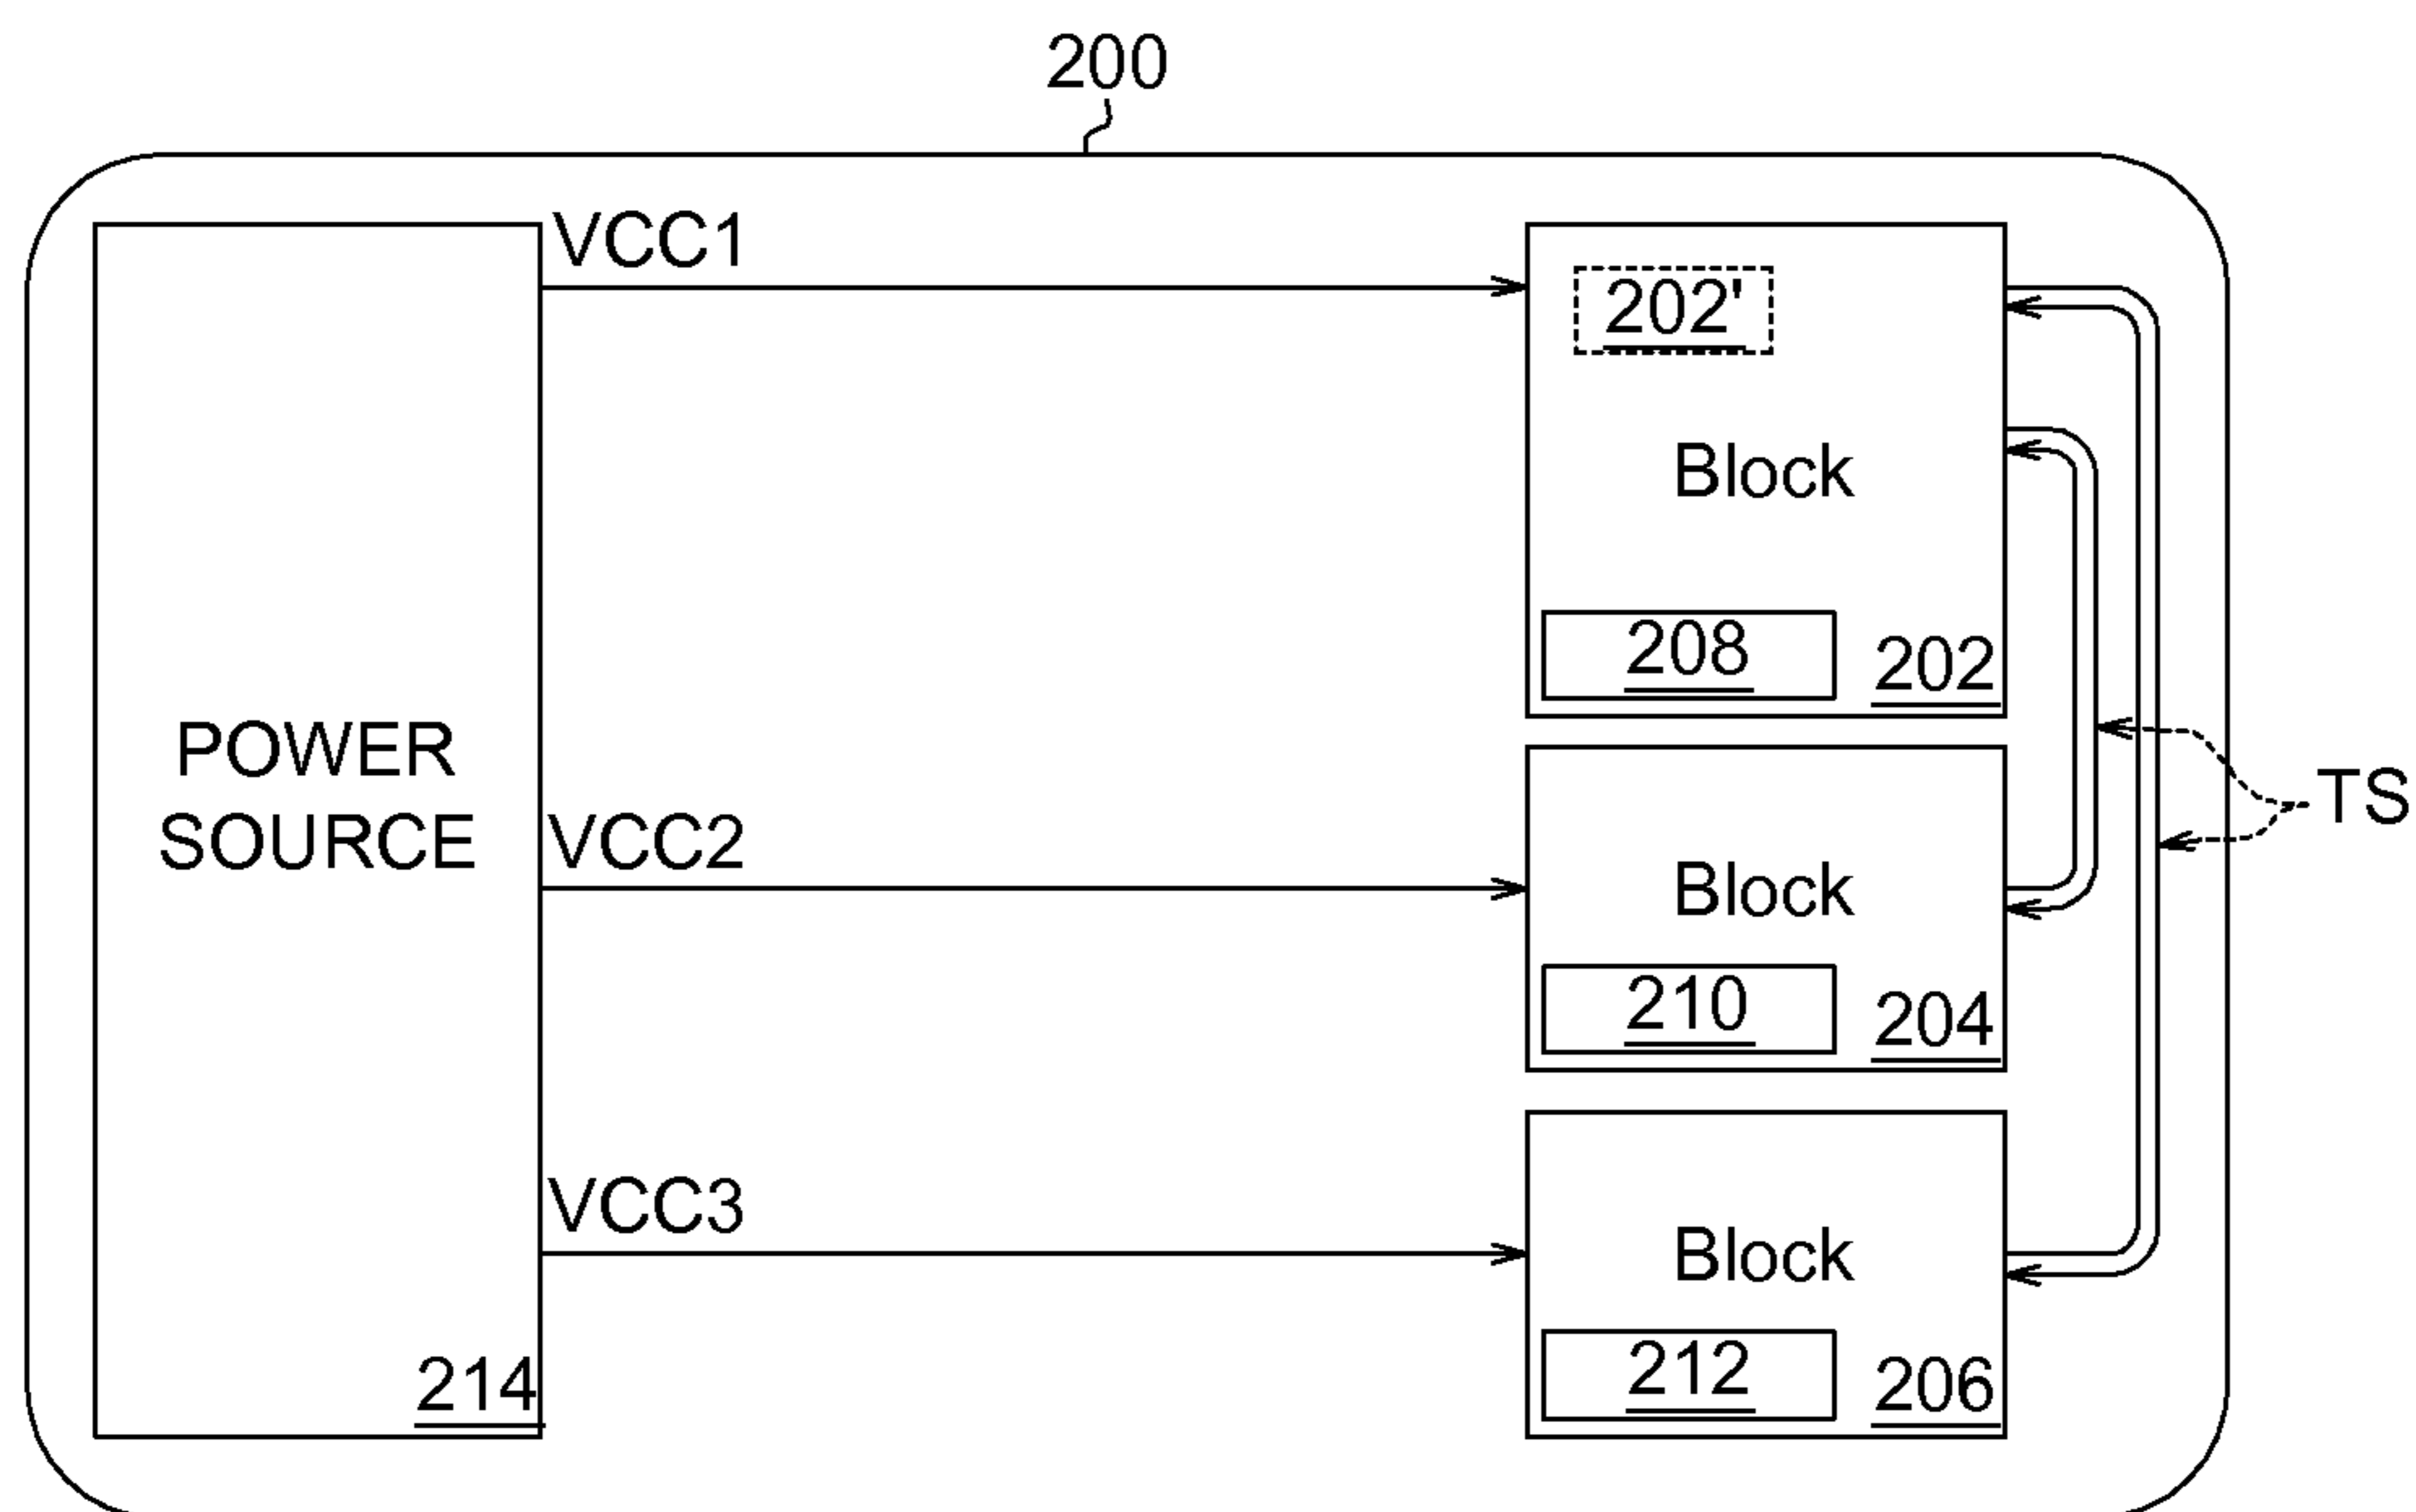 200
VCC1
202'
Block
208
202
POWER
SOURCE
VCC2
TS
Block
210
204
VCC3
Block
212
206
214